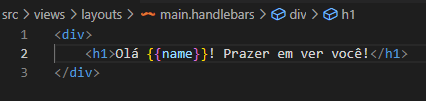 src > views > layouts > main.handlebars > div > h1
1 <div>
2     <h1>Olá {{name}}! Prazer em ver você!</h1>
3 </div>